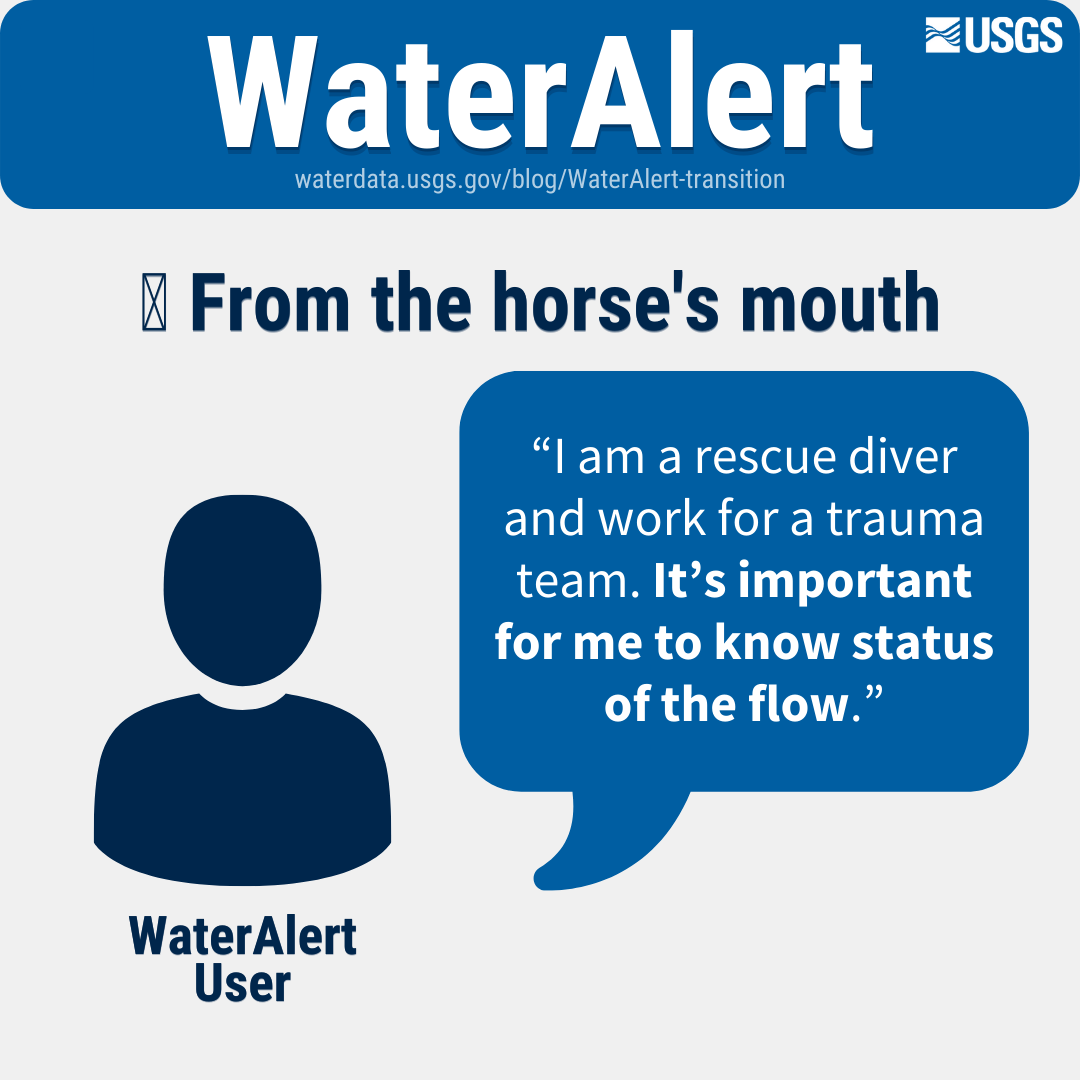 USGS
WaterAlert
waterdata.usgs.gov/blog/WaterAlert-transition
From the horse's mouth
“I am a rescue diver
and work for a trauma
team. It’s important
for me to know status
of the flow.”
WaterAlert
User